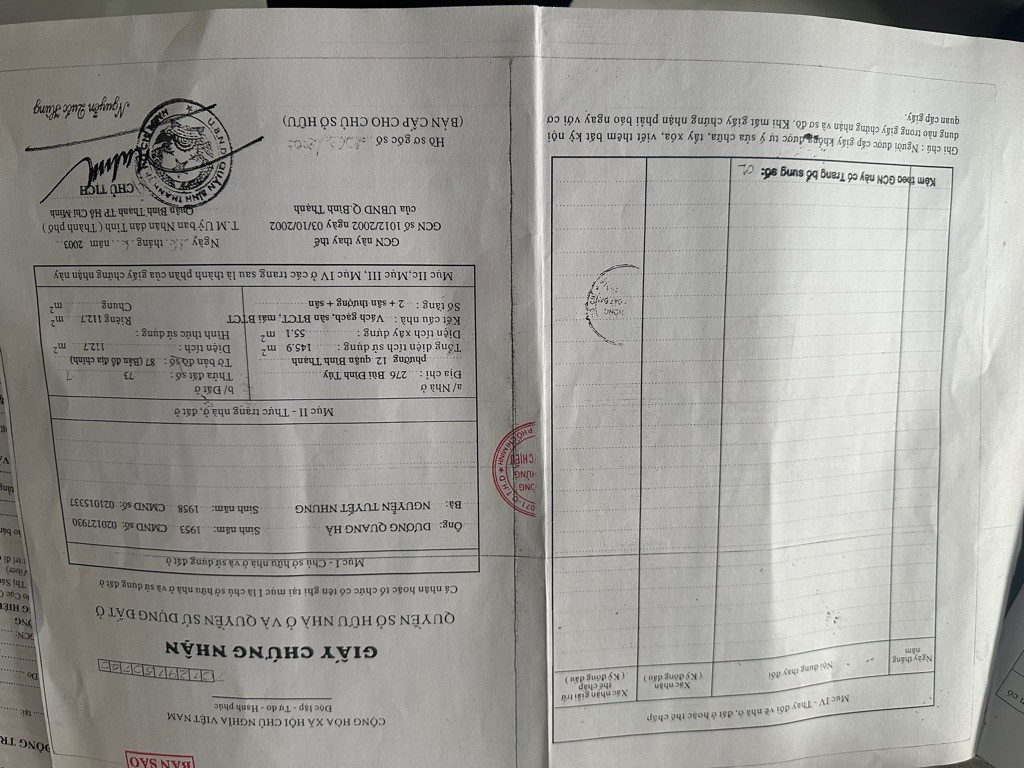 BẢN SAO
CỘNG HÒA XÃ HỘI CHỦ NGHĨA VIỆT NAM
Độc lập - Tự do - Hạnh phúc
GIẤY CHỨNG NHẬN
QUYỀN SỞ HỮU NHÀ Ở VÀ QUYỀN SỬ DỤNG ĐẤT Ở
Cá nhân hoặc tổ chức có tên ghi tại mục I là chủ sở hữu nhà ở và sử dụng đất ở
Mục I - Chủ sở hữu nhà ở và sử dụng đất ở
Ông: DƯƠNG QUANG HÀ Sinh năm: 1953 CMND số: 020127930
Bà: NGUYỄN TUYẾT NHUNG Sinh năm: 1958 CMND số: 021015337
Mục II - Thực trạng nhà ở, đất ở
a/ Nhà ở
Địa chỉ : 276 Bùi Đình Túy
phường 12 quận Bình Thạnh
Tổng diện tích sử dụng : 145.9 m²
Diện tích xây dựng : 55.1 m²
Kết cấu nhà : Vách gạch, sàn BTCT, mái BTCT
Số tầng : 2 + sân thượng + sân
b/ Đất ở
Thửa đất số : 73
Tờ bản đồ số : 87 (Bản đồ địa chính)
Diện tích : 112.7 m²
Hình thức sử dụng :
Riêng 112.7 m²
Chung m²
Mục IIc, Mục III, Mục IV ở các trang sau là thành phần của giấy chứng nhận này
GCN này thay thế
GCN số 1012/2002 ngày 03/10/2002
của UBND Q.Bình Thạnh
Hồ sơ gốc số
(BẢN CẤP CHO CHỦ SỞ HỮU)
Ngày tháng năm 2003
T.M Uỷ ban Nhân dân Tỉnh ( Thành phố )
Quận Bình Thạnh TP Hồ Chí Minh
CHỦ TỊCH
U.B.N.D QUẬN BÌNH THẠNH
Nguyễn Quốc Hùng
Mục IV - Thay đổi về nhà ở, đất ở hoặc thế chấp
Ngày tháng năm
Nội dung thay đổi
Xác nhận ( Ký đóng dấu )
Xác nhận giải trừ thế chấp ( Ký đóng dấu )
Kèm theo GCN này có Trang bổ sung số: 01
Ghi chú : Người được cấp giấy không được tự ý sửa chữa, tẩy xóa, viết thêm bất kỳ nội
dung nào trong giấy chứng nhận và sơ đồ. Khi mất giấy chứng nhận phải báo ngay với cơ
quan cấp giấy.